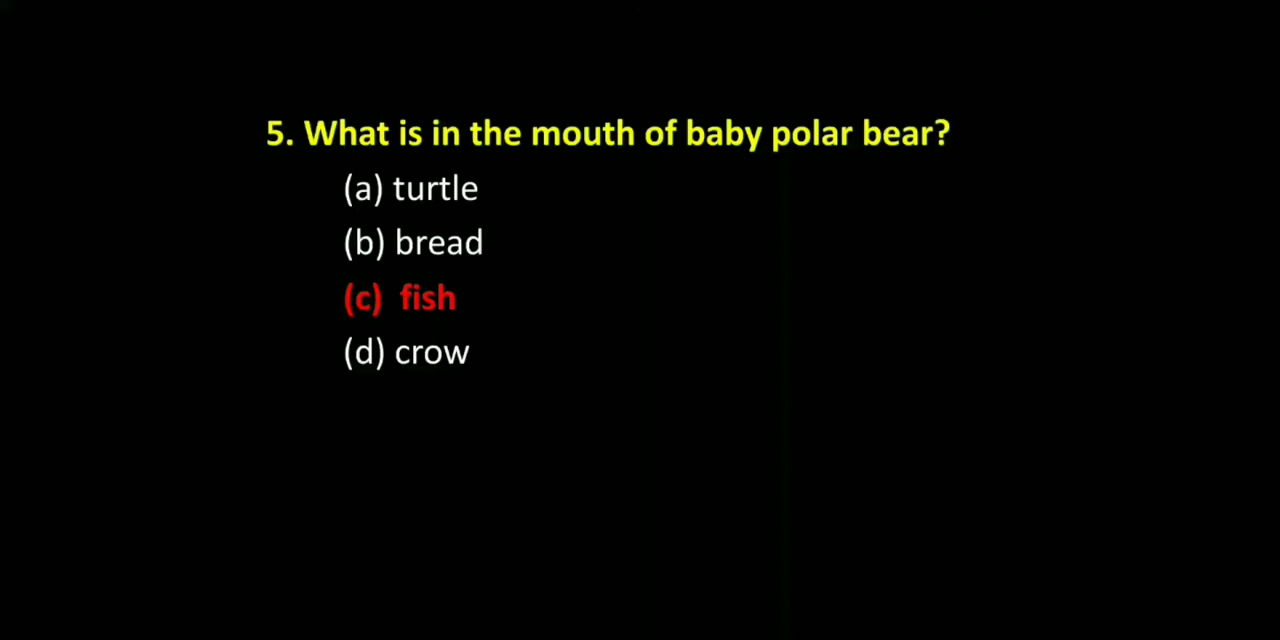 5. What is in the mouth of baby polar bear?
(a) turtle
(b) bread
(c) fish
(d) crow